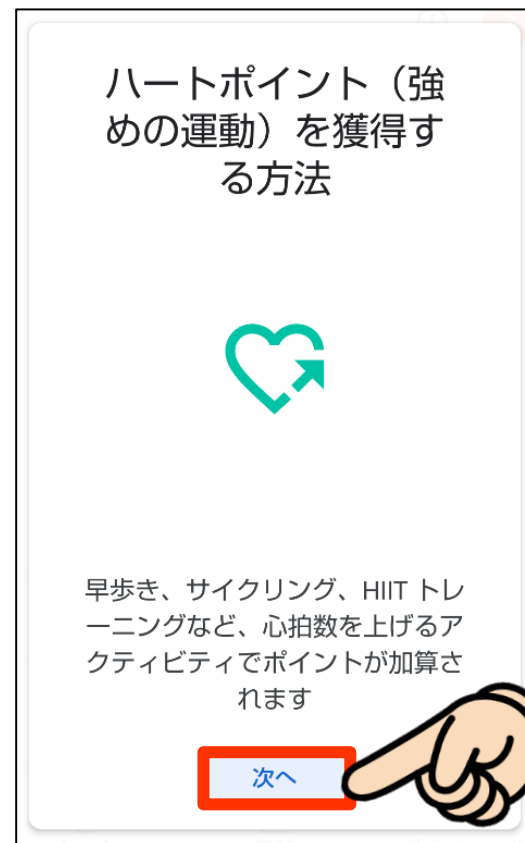 ハートポイント（強
めの運動）を獲得す
る方法
早歩き、サイクリング、HIIT トレ
ーニングなど、心拍数を上げるア
クティビティでポイントが加算さ
れます
次へ